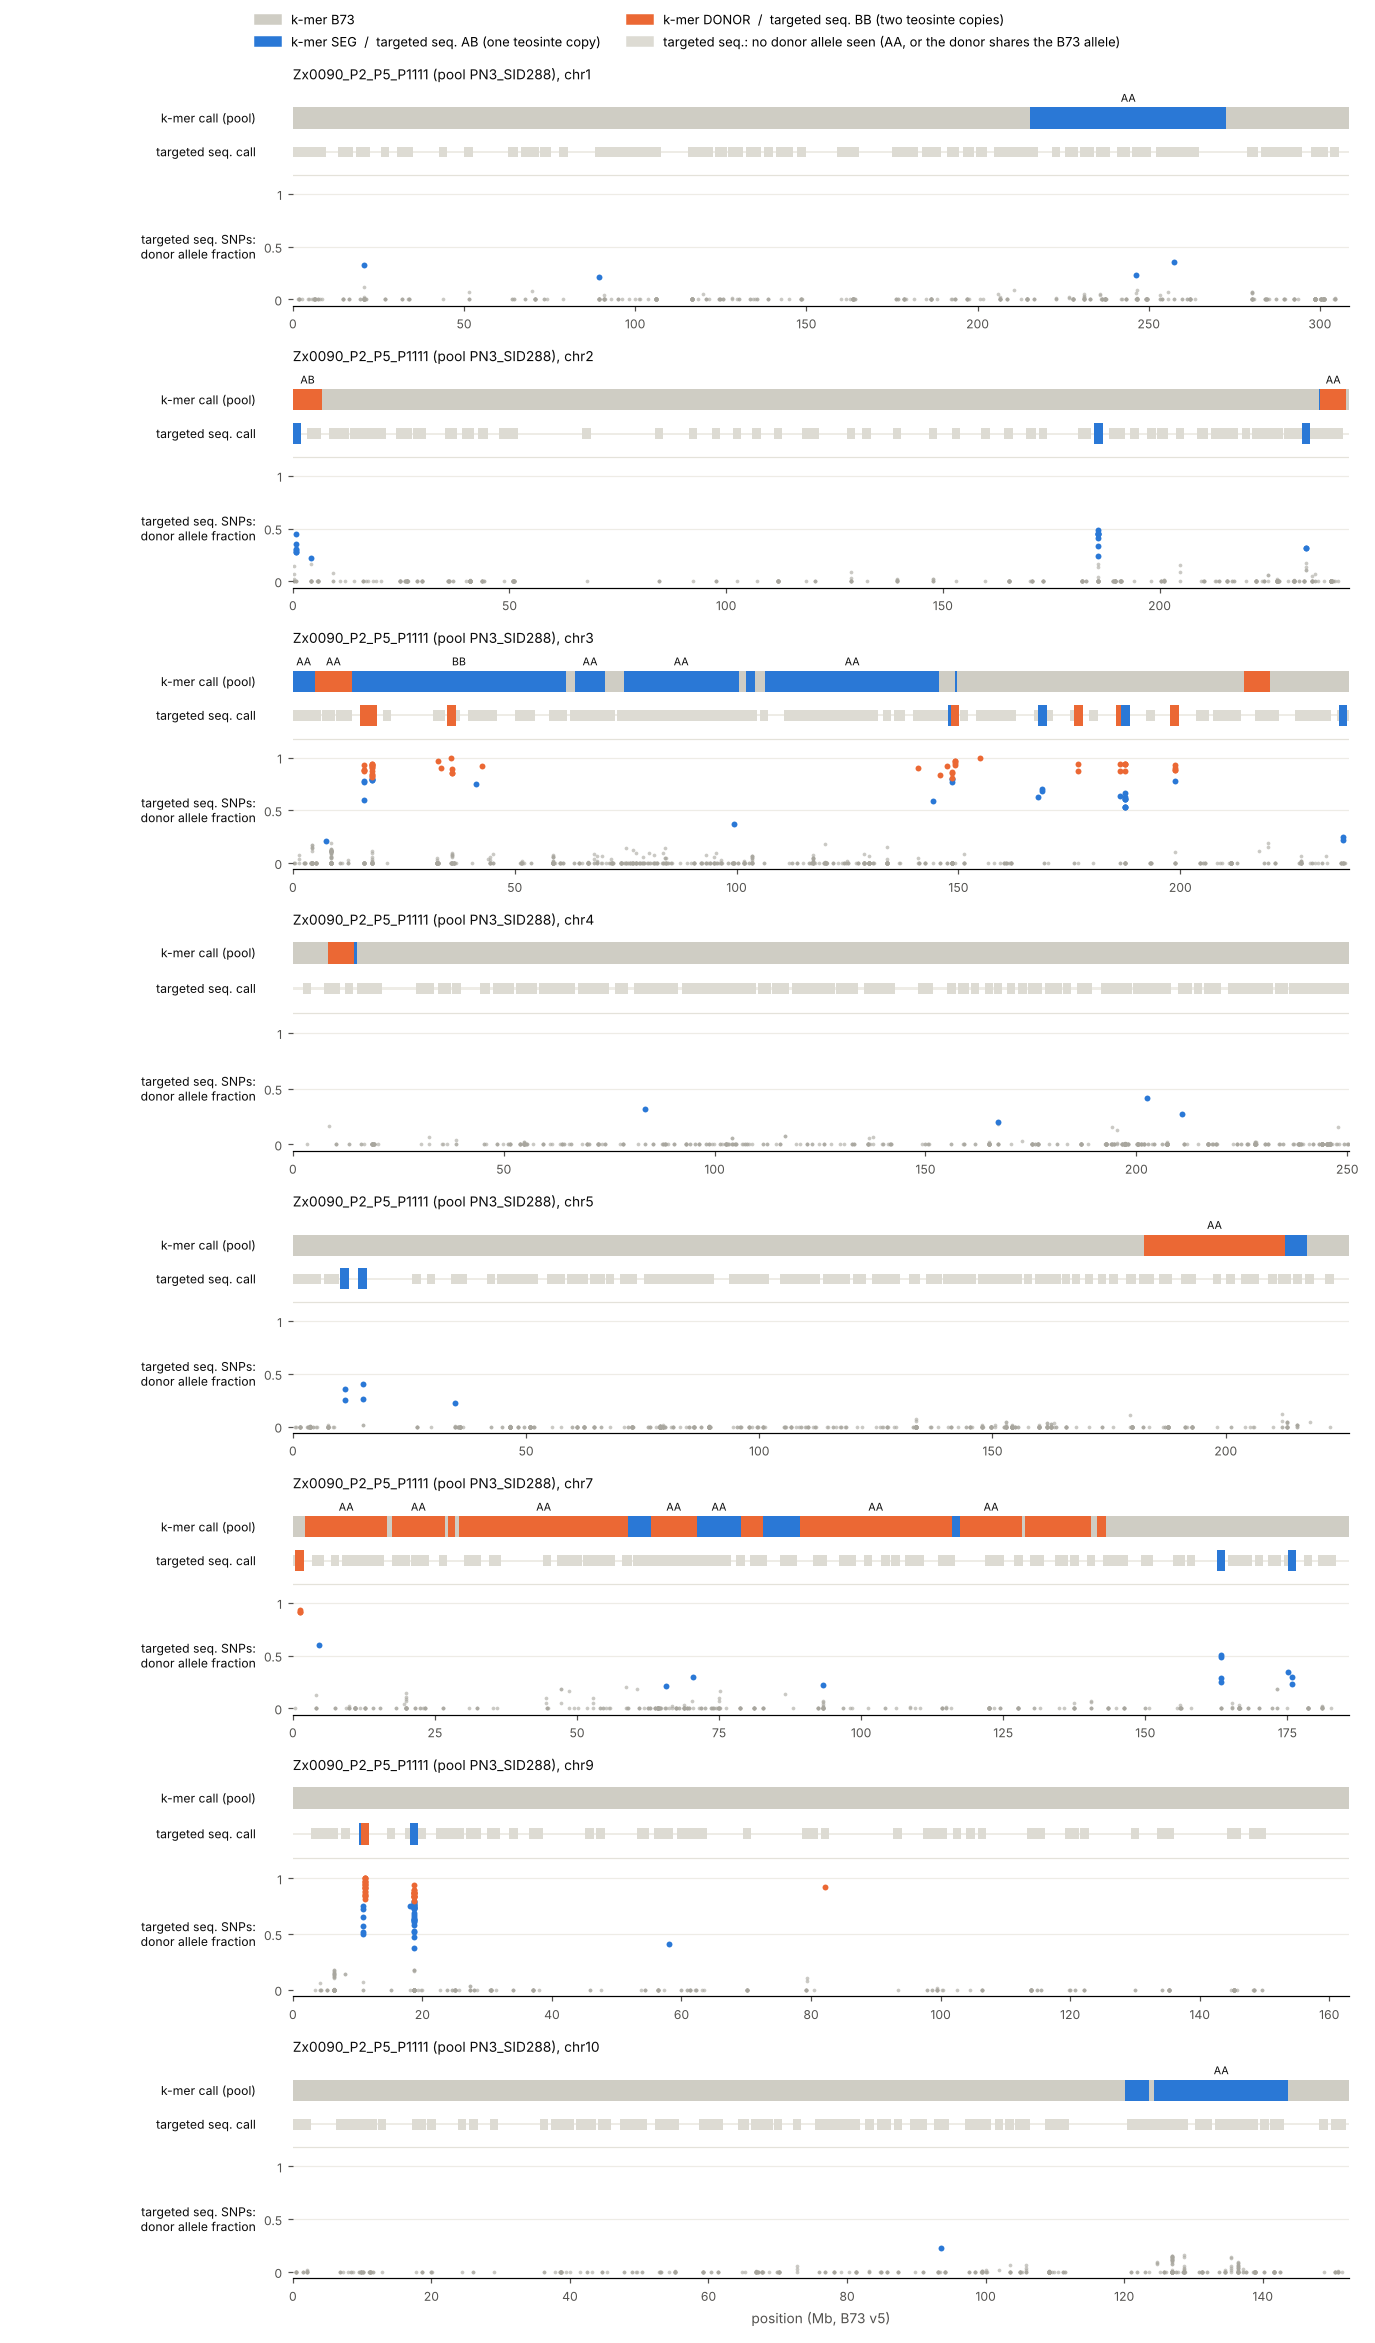 k-mer B73
k-mer DONOR / targeted seq. BB (two teosinte copies)
k-mer SEG / targeted seq. AB (one teosinte copy)
targeted seq.: no donor allele seen (AA, or the donor shares the B73 allele)
Zx0090_P2_P5_P1111 (pool PN3_SID288), chr1
AA
k-mer call (pool)
targeted seq. call
1
targeted seq. SNPs:
donor allele fraction
0.5
0
0 50 100 150 200 250 300
Zx0090_P2_P5_P1111 (pool PN3_SID288), chr2
AB AA
k-mer call (pool)
targeted seq. call
1
targeted seq. SNPs:
donor allele fraction
0.5
0
0 50 100 150 200
Zx0090_P2_P5_P1111 (pool PN3_SID288), chr3
AA AA BB AA AA AA
k-mer call (pool)
targeted seq. call
1
targeted seq. SNPs:
donor allele fraction
0.5
0
0 50 100 150 200
Zx0090_P2_P5_P1111 (pool PN3_SID288), chr4
k-mer call (pool)
targeted seq. call
1
targeted seq. SNPs:
donor allele fraction
0.5
0
0 50 100 150 200 250
Zx0090_P2_P5_P1111 (pool PN3_SID288), chr5
AA
k-mer call (pool)
targeted seq. call
1
targeted seq. SNPs:
donor allele fraction
0.5
0
0 50 100 150 200
Zx0090_P2_P5_P1111 (pool PN3_SID288), chr7
AA AA AA AA AA AA AA
k-mer call (pool)
targeted seq. call
1
targeted seq. SNPs:
donor allele fraction
0.5
0
0 25 50 75 100 125 150 175
Zx0090_P2_P5_P1111 (pool PN3_SID288), chr9
k-mer call (pool)
targeted seq. call
1
targeted seq. SNPs:
donor allele fraction
0.5
0
0 20 40 60 80 100 120 140 160
Zx0090_P2_P5_P1111 (pool PN3_SID288), chr10
AA
k-mer call (pool)
targeted seq. call
1
targeted seq. SNPs:
donor allele fraction
0.5
0
0 20 40 60 80 100 120 140
position (Mb, B73 v5)